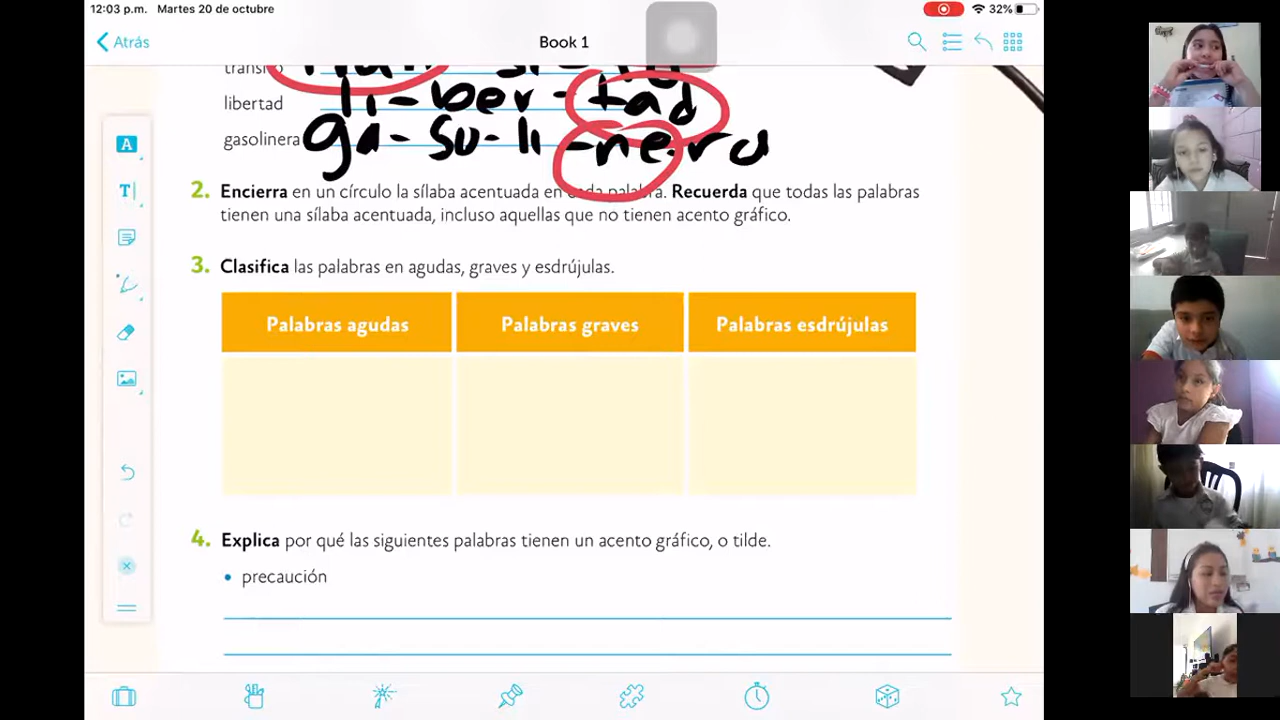 12:03 p.m. Martes 20 de octubre
32%
Atrás
Book 1
libertad li-ber-tad
gasolinera ga-so-li-nera
2. Encierra en un círculo la sílaba acentuada en cada palabra. Recuerda que todas las palabras
tienen una sílaba acentuada, incluso aquellas que no tienen acento gráfico.
3. Clasifica las palabras en agudas, graves y esdrújulas.
Palabras agudas Palabras graves Palabras esdrújulas
4. Explica por qué las siguientes palabras tienen un acento gráfico, o tilde.
• precaución